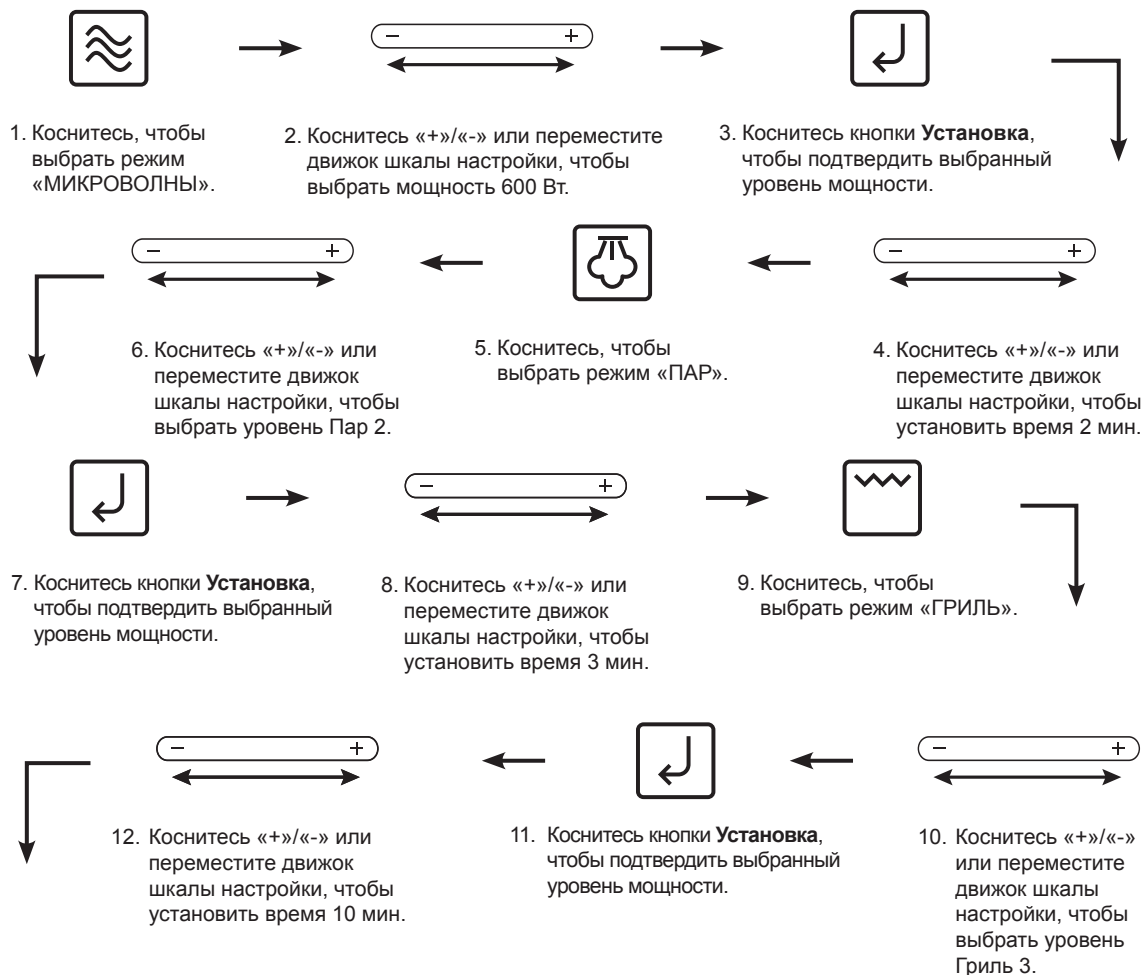 1. Коснитесь, чтобы
выбрать режим
«МИКРОВОЛНЫ».
2. Коснитесь «+»/«-» или переместите
движок шкалы настройки, чтобы
выбрать мощность 600 Вт.
3. Коснитесь кнопки Установка,
чтобы подтвердить выбранный
уровень мощности.
4. Коснитесь «+»/«-» или
переместите движок
шкалы настройки, чтобы
установить время 2 мин.
5. Коснитесь, чтобы
выбрать режим «ПАР».
6. Коснитесь «+»/«-» или
переместите движок
шкалы настройки, чтобы
выбрать уровень Пар 2.
7. Коснитесь кнопки Установка,
чтобы подтвердить выбранный
уровень мощности.
8. Коснитесь «+»/«-» или
переместите движок
шкалы настройки, чтобы
установить время 3 мин.
9. Коснитесь, чтобы
выбрать режим «ГРИЛЬ».
10. Коснитесь «+»/«-»
или переместите
движок шкалы
настройки, чтобы
выбрать уровень
Гриль 3.
11. Коснитесь кнопки Установка,
чтобы подтвердить выбранный
уровень мощности.
12. Коснитесь «+»/«-» или
переместите движок
шкалы настройки, чтобы
установить время 10 мин.